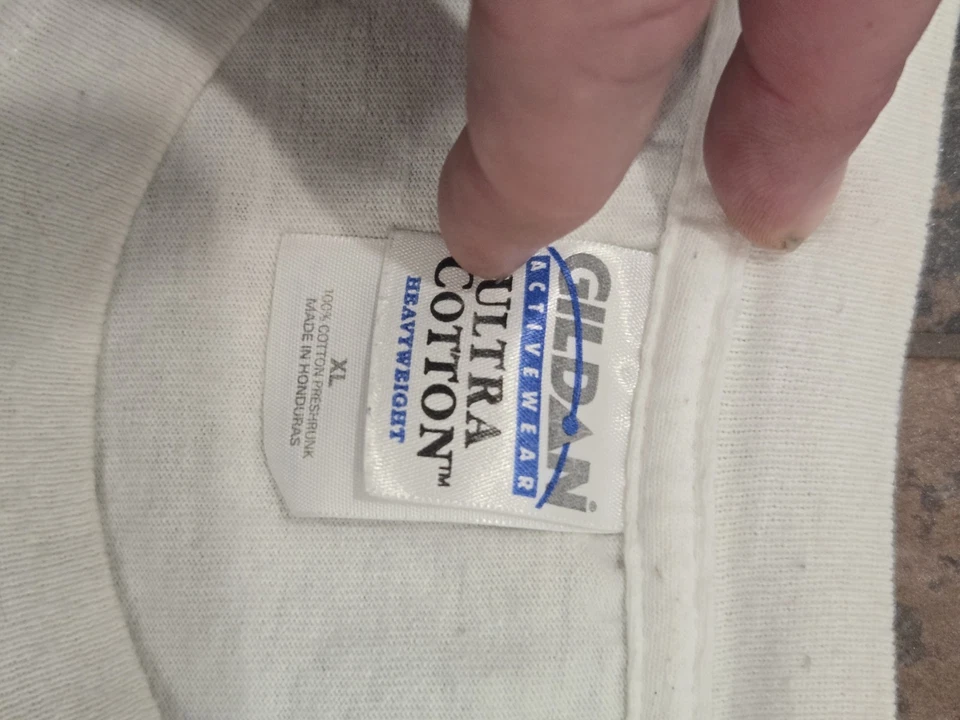 GILDAN
ACTIVEWEAR
ULTRA
COTTON™
HEAVYWEIGHT
XL
100% COTTON PRESHRUNK
MADE IN HONDURAS